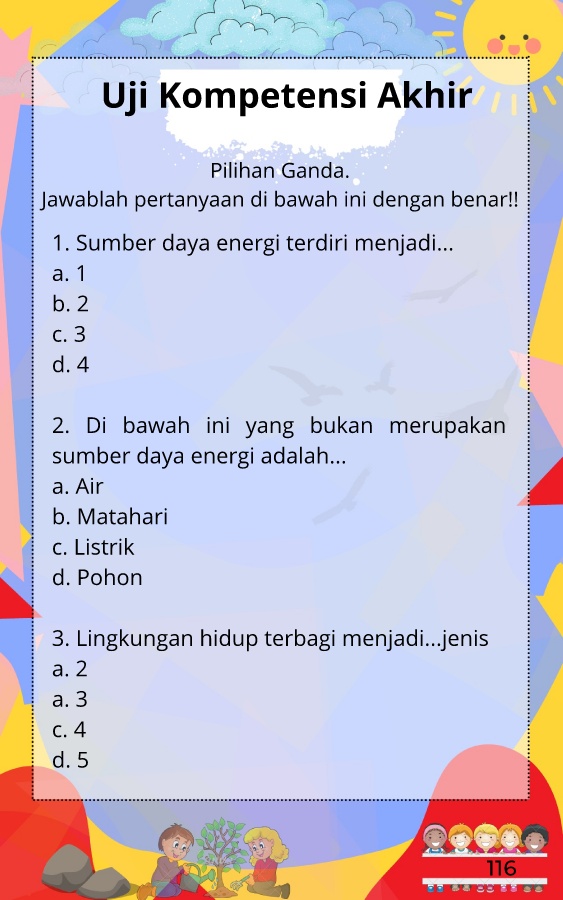 Uji Kompetensi Akhir
Pilihan Ganda.
Jawablah pertanyaan di bawah ini dengan benar!!
1. Sumber daya energi terdiri menjadi...
a. 1
b. 2
c. 3
d. 4
2. Di bawah ini yang bukan merupakan
sumber daya energi adalah...
a. Air
b. Matahari
c. Listrik
d. Pohon
3. Lingkungan hidup terbagi menjadi...jenis
a. 2
a. 3
c. 4
d. 5
116